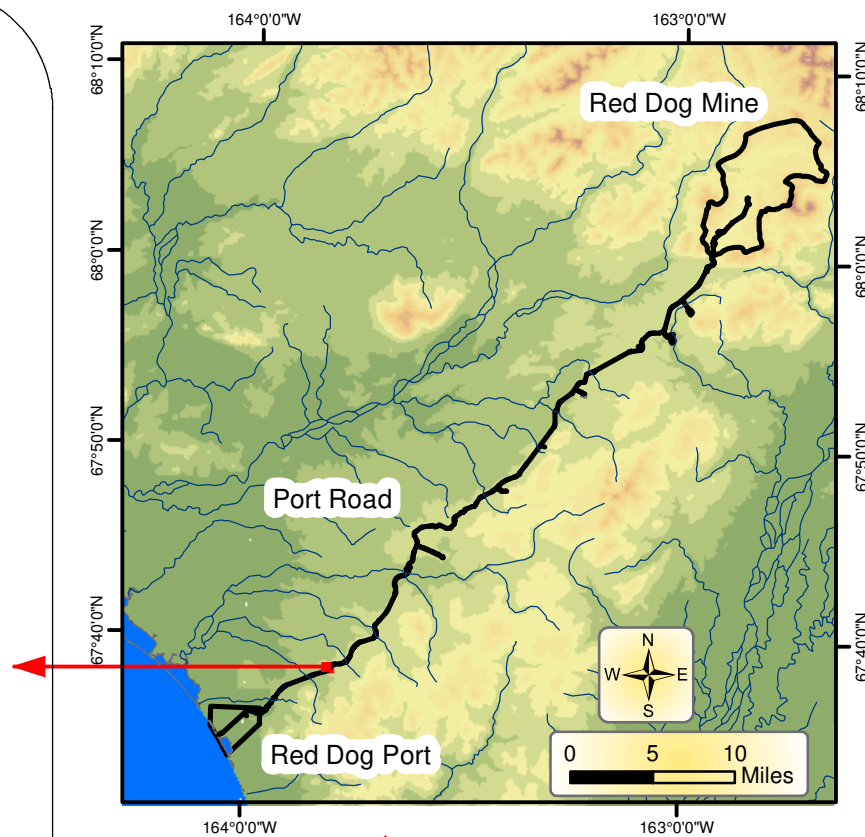 164°0'0"W 163°0'0"W
68°10'0"N
68°10'0"N
Red Dog Mine
68°0'0"N
68°0'0"N
67°50'0"N
67°50'0"N
Port Road
67°40'0"N
67°40'0"N
N
W E
S
Red Dog Port
0 5 10
Miles
164°0'0"W 163°0'0"W